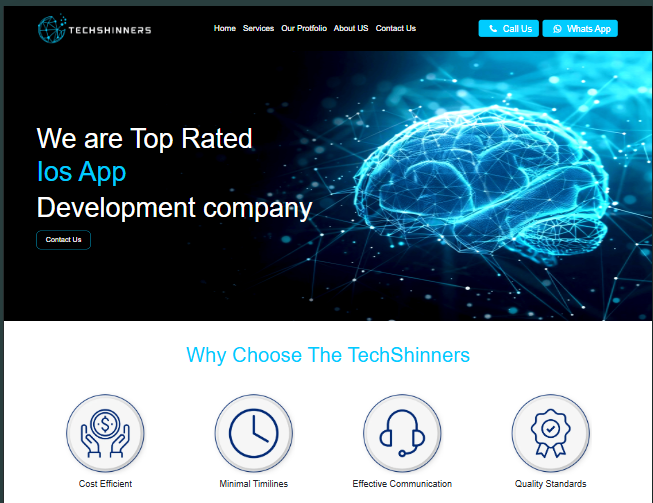 TECHSHINNERS
Home Services Our Protfolio About US Contact Us
Call Us
Whats App
We are Top Rated
Ios App
Development company
Contact Us
Why Choose The TechShinners
Cost Efficient
Minimal Timilines
Effective Communication
Quality Standards